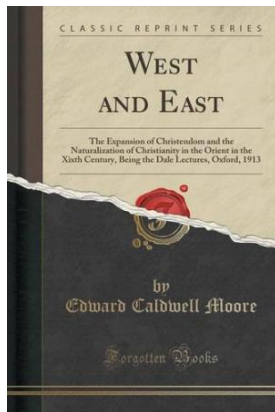 CLASSIC REPRINT SERIES
WEST
AND EAST
The Expansion of Christendom and the
Naturalization of Christianity in the Orient in the
Xixth Century, Being the Dale Lectures, Oxford, 1913
by
Edward Caldwell Moore
Forgotten Books